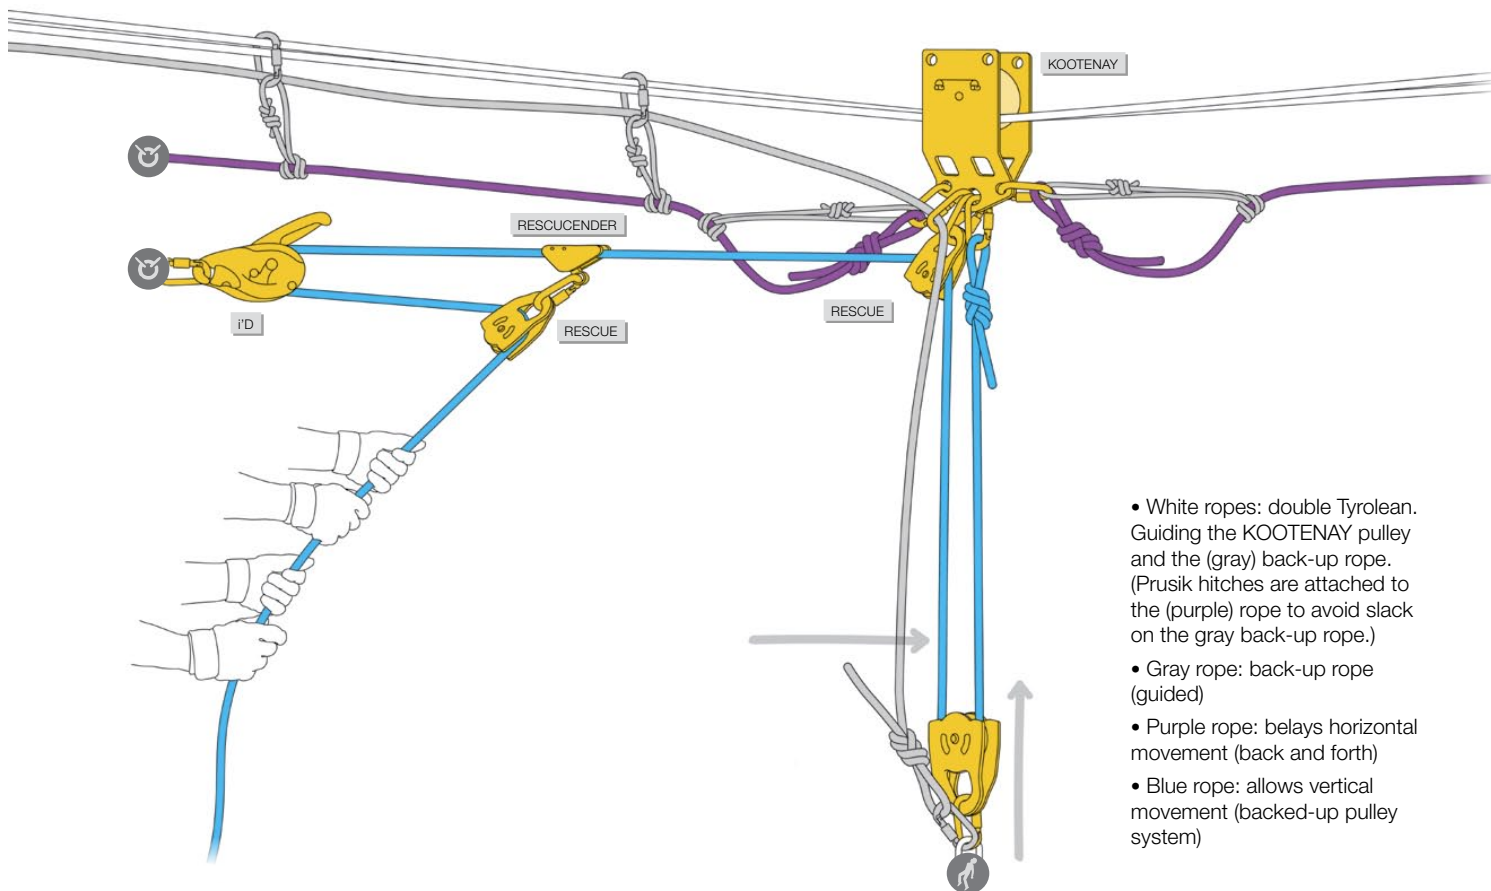 KOOTENAY
RESCUCENDER
i'D
RESCUE
RESCUE
• White ropes: double Tyrolean.
Guiding the KOOTENAY pulley
and the (gray) back-up rope.
(Prusik hitches are attached to
the (purple) rope to avoid slack
on the gray back-up rope.)
• Gray rope: back-up rope
(guided)
• Purple rope: belays horizontal
movement (back and forth)
• Blue rope: allows vertical
movement (backed-up pulley
system)